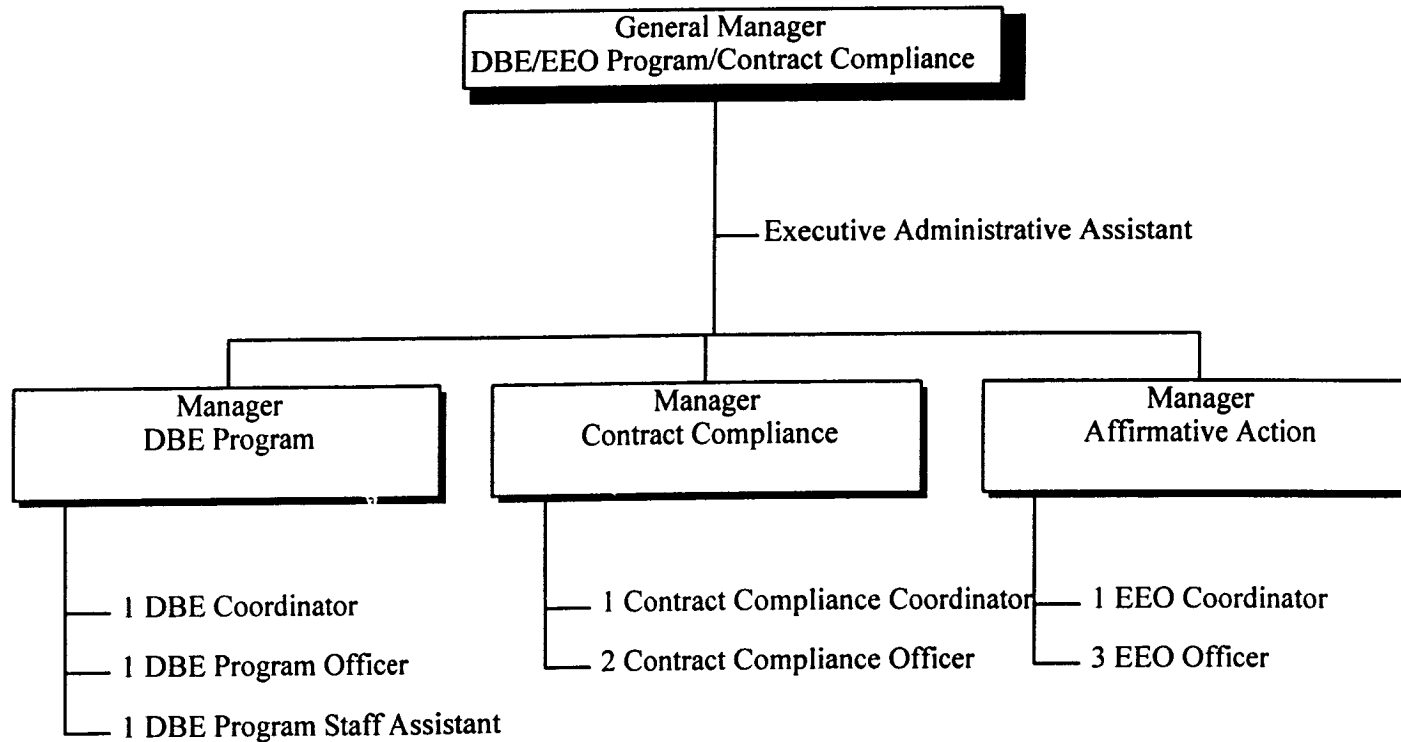 General Manager
DBE/EEO Program/Contract Compliance
Executive Administrative Assistant
Manager
DBE Program
Manager
Contract Compliance
Manager
Affirmative Action
1 DBE Coordinator
1 DBE Program Officer
1 DBE Program Staff Assistant
1 Contract Compliance Coordinator
2 Contract Compliance Officer
1 EEO Coordinator
3 EEO Officer